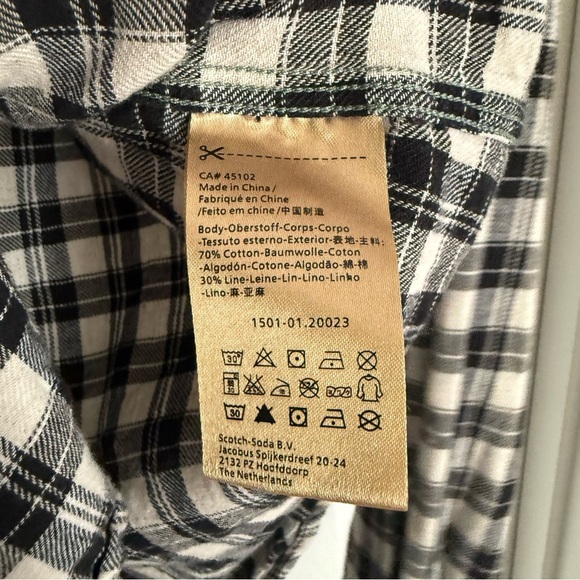 CA# 45102
Made in China/
Fabriqué en Chine
/Feito em chine/中国制造
Body-Oberstoff-Corps-Corpo
-Tessuto esterno-Exterior-表地-主料:
70% Cotton-Baumwolle-Coton
-Algodón-Cotone-Algodão-綿-棉
30% Line-Leine-Lin-Lino-Linho
-Lino-麻-亚麻
1501-01.20023
30°
30
Scotch-Soda B.V.
Jacobus Spijkerdreef 20-24
2132 PZ Hoofddorp
The Netherlands